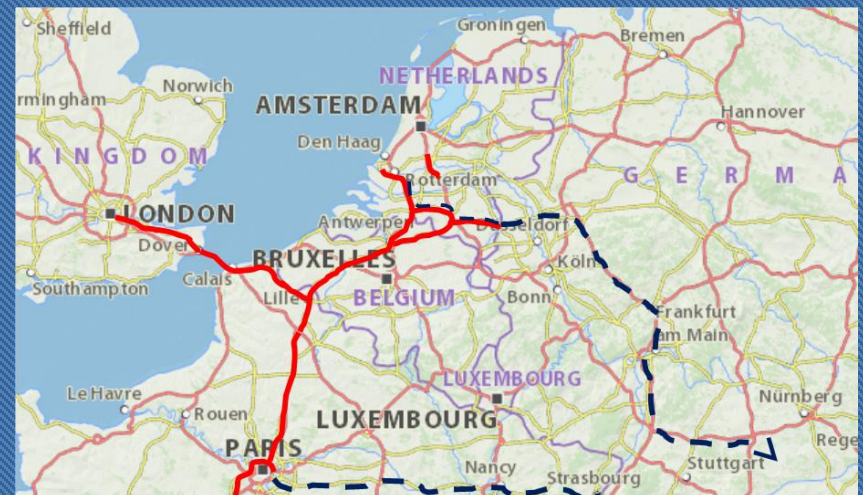 Sheffield
Groningen
Bremen
Norwich
NETHERLANDS
rmingham
AMSTERDAM
Hannover
Den Haag
KINGDOM
GERMA
Rotterdam
LONDON
Antwerpen
Dusseldorf
Dover
BRUXELLES
Köln
Calais
Southampton
Lille
BELGIUM
Bonn
Frankfurt
am Main
LUXEMBOURG
Le Havre
Nürnberg
Rouen
LUXEMBOURG
PARIS
Rege
Nancy
Stuttgart
Strasbourg